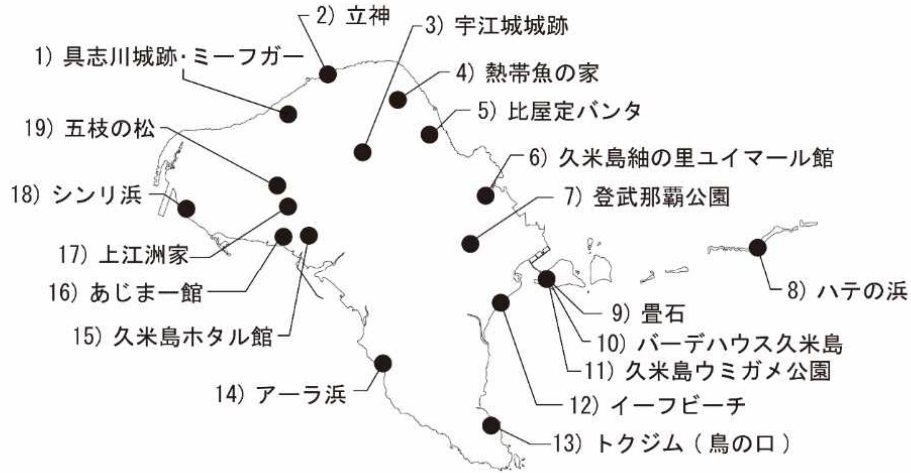 1) 具志川城跡・ミーフガー
2) 立神
3) 宇江城城跡
4) 熱帯魚の家
5) 比屋定バンタ
6) 久米島紬の里ユイマール館
7) 登武那覇公園
8) ハテの浜
9) 畳石
10) バーデハウス久米島
11) 久米島ウミガメ公園
12) イーフビーチ
13) トクジム ( 鳥の口 )
14) アーラ浜
15) 久米島ホタル館
16) あじまー館
17) 上江洲家
18) シンリ浜
19) 五枝の松